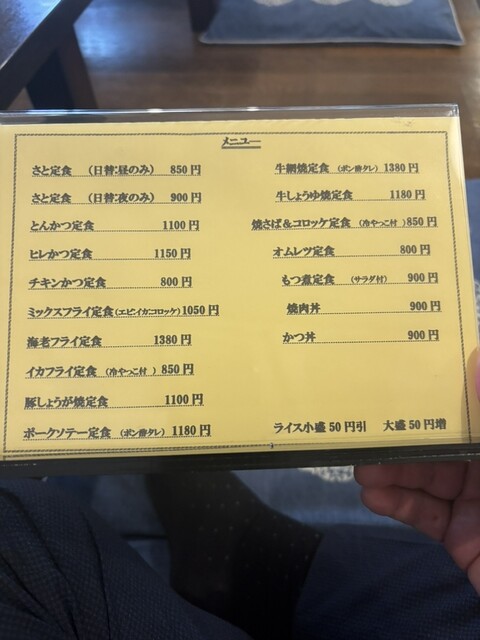 メニュー
さと定食 （日替:昼のみ） 850円
さと定食 （日替:夜のみ） 900円
とんかつ定食 1100円
ヒレかつ定食 1150円
チキンかつ定食 800円
ミックスフライ定食(エビ:イカ:コロッケ) 1050円
海老フライ定食 1380円
イカフライ定食 (冷やっこ付 ) 850円
豚しょうが焼定食 1100円
ポークソテー定食 (ポン酢タレ) 1180円
牛網焼定食 (ポン酢タレ) 1380円
牛しょうゆ焼定食 1180円
焼さば&コロッケ定食 (冷やっこ付 ) 850円
オムレツ定食 800円
もつ煮定食 (サラダ付) 900円
焼肉丼 900円
かつ丼 900円
ライス小盛 50円引 大盛 50円増